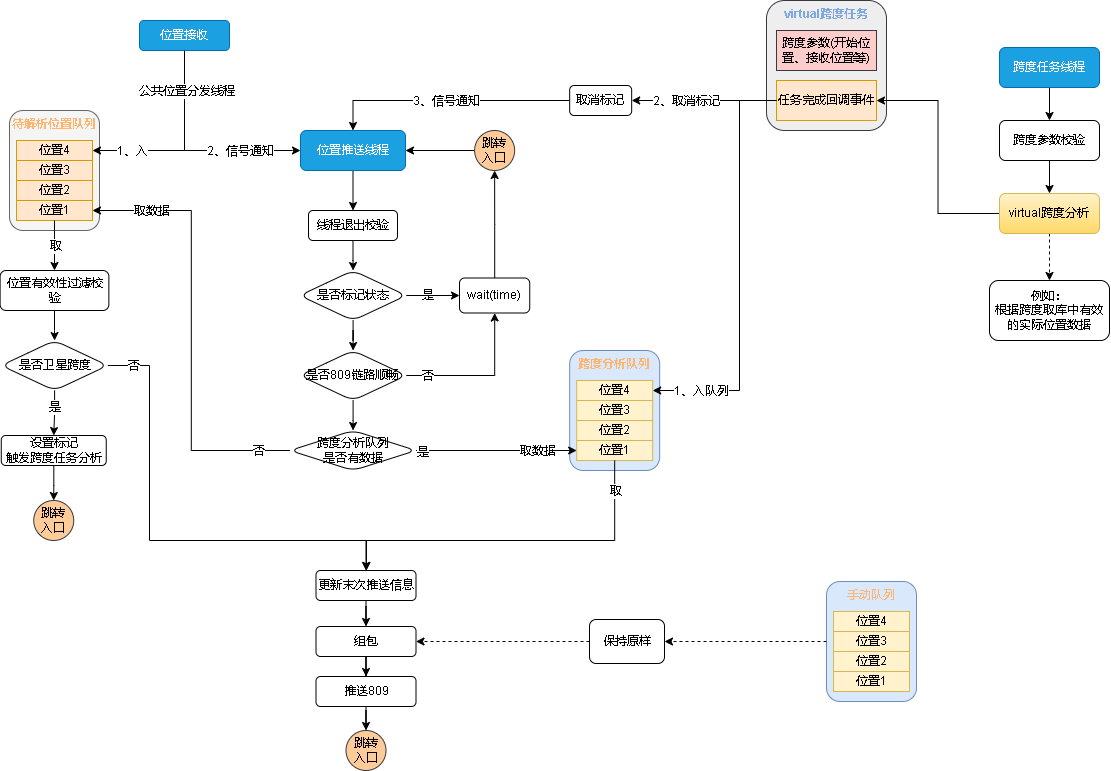 位置接收
公共位置分发线程
待解析位置队列
位置4
位置3
位置2
位置1
1、入
2、信号通知
位置推送线程
跳转
入口
3、信号通知
取消标记
2、取消标记
virtual跨度任务
跨度参数(开始位
置、接收位置等)
任务完成回调事件
跨度任务线程
跨度参数校验
virtual跨度分析
例如：
根据跨度取库中有效
的实际位置数据
取数据
线程退出校验
取
位置有效性过滤校
验
是否标记状态
是
wait(time)
是否卫星跨度
否
是否809链路顺畅
否
跨度分析队列
位置4
位置3
位置2
位置1
1、入队列
是
设置标记
触发跨度任务分析
否
跨度分析队列
是否有数据
是
取数据
取
跳转
入口
更新末次推送信息
组包
保持原样
手动队列
位置4
位置3
位置2
位置1
推送809
跳转
入口